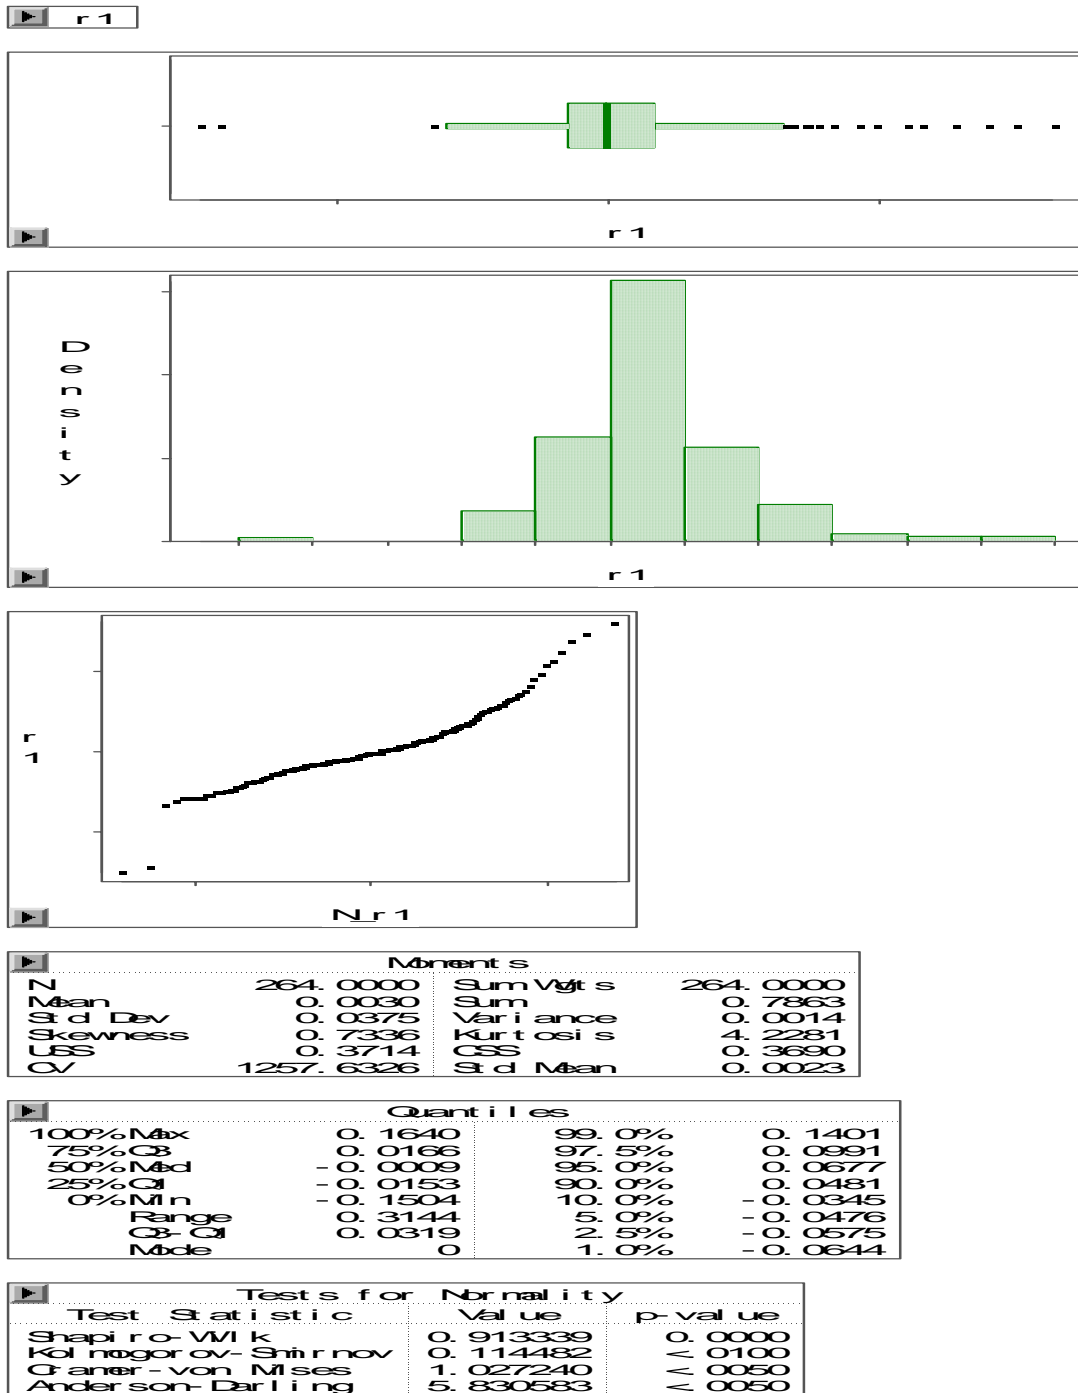 r1
r1
Density
r1
r1
N_r1
Moments
N 264.0000 Sum Wgts 264.0000
Mean 0.0030 Sum 0.7863
Std Dev 0.0375 Variance 0.0014
Skewness 0.7336 Kurtosis 4.2281
USS 0.3714 CSS 0.3690
CV 1257.6326 Std Mean 0.0023
Quantiles
100% Max 0.1640 99.0% 0.1401
75% Q3 0.0166 97.5% 0.0991
50% Med -0.0009 95.0% 0.0677
25% Q1 -0.0153 90.0% 0.0481
0% Min -0.1504 10.0% -0.0345
Range 0.3144 5.0% -0.0476
Q3-Q1 0.0319 2.5% -0.0575
Mode 0 1.0% -0.0644
Tests for Normality
Test Statistic Value p-value
Shapiro-Wilk 0.913339 0.0000
Kolmogorov-Smirnov 0.114482 <.0100
Cramer-von Mises 1.027240 <.0050
Anderson-Darling 5.830583 <.0050